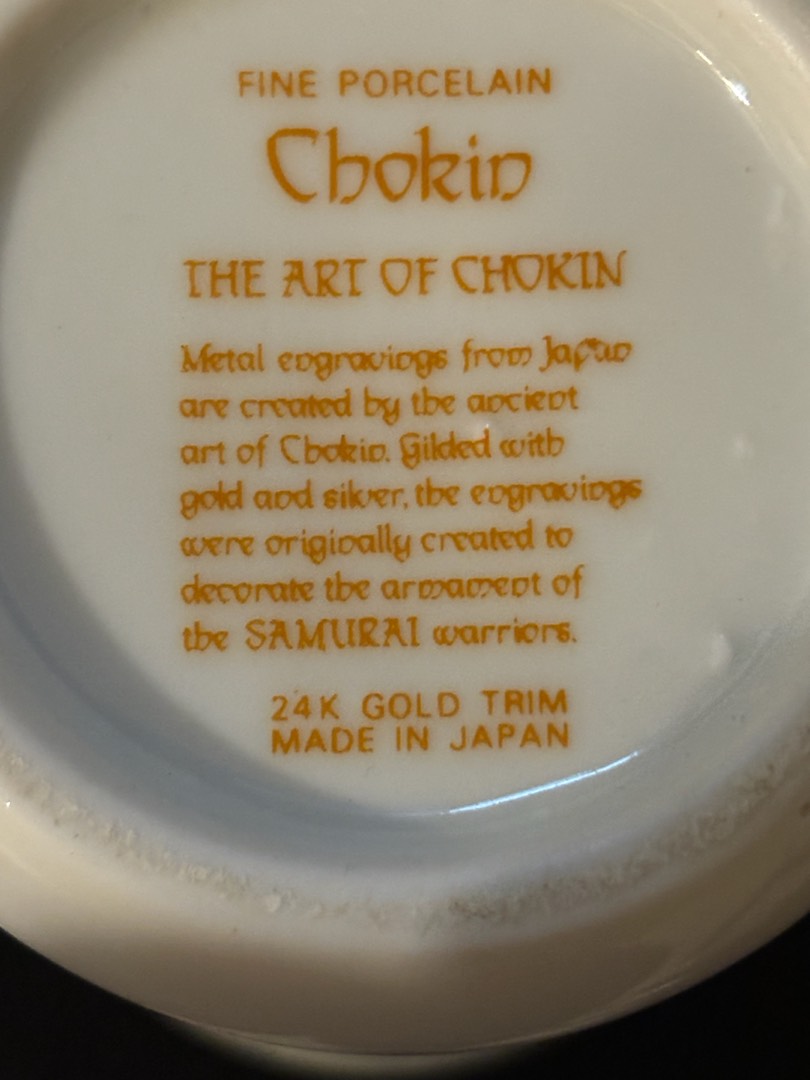 FINE PORCELAIN
Chokin
THE ART OF CHOKIN
Metal engravings from Japan
are created by the ancient
art of Chokin. Gilded with
gold and silver, the engravings
were originally created to
decorate the armament of
the SAMURAI warriors.
24K GOLD TRIM
MADE IN JAPAN